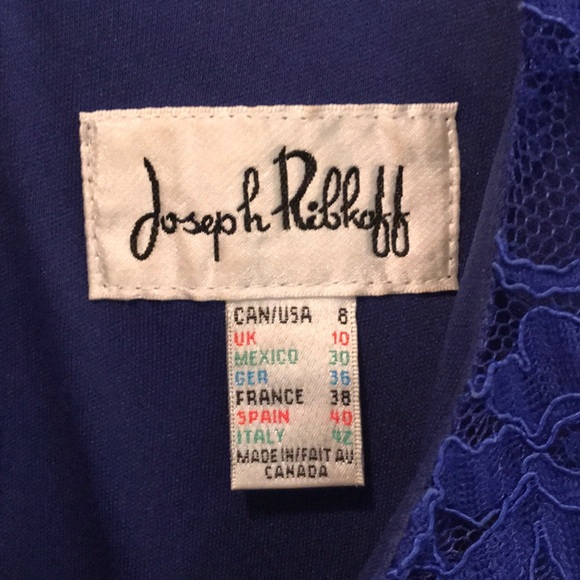 Joseph Ribkoff
CAN/USA 8
UK 10
MEXICO 30
GER 36
FRANCE 38
SPAIN 40
ITALY 42
MADE IN/FAIT AU
CANADA